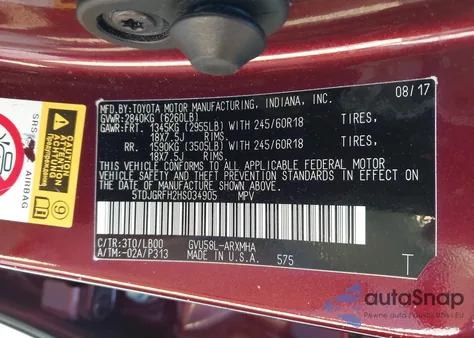 MFD.BY:TOYOTA MOTOR MANUFACTURING, INDIANA, INC. 08/17
GVWR: 2840KG (6260LB)
GAWR:FRT. 1345KG (2955LB) WITH 245/60R18 TIRES,
18X7.5J RIMS,
RR. 1590KG (3505LB) WITH 245/60R18 TIRES,
18X7.5J RIMS,
THIS VEHICLE CONFORMS TO ALL APPLICABLE FEDERAL MOTOR
VEHICLE SAFETY AND THEFT PREVENTION STANDARDS IN EFFECT ON
THE DATE OF MANUFACTURE SHOWN ABOVE.
5TDJGRFH2HS034905 MPV
C/TR:3T0/LB00 GVU58L-ARXMHA
A/TM:-02A/P313 MADE IN U.S.A. 575 T
SRS
AIRBAG
CAUTION
autoSnap